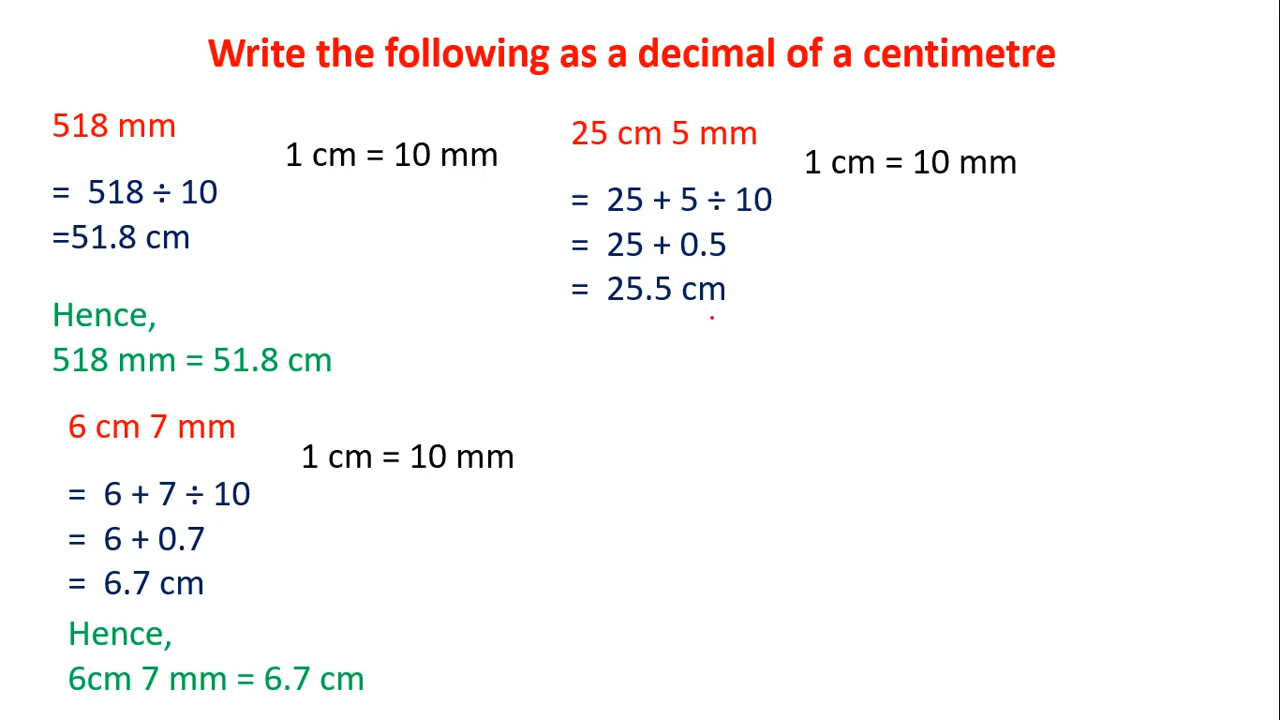 Write the following as a decimal of a centimetre
518 mm
1 cm = 10 mm
= 518 ÷ 10
=51.8 cm
Hence,
518 mm = 51.8 cm
25 cm 5 mm
1 cm = 10 mm
= 25 + 5 ÷ 10
= 25 + 0.5
= 25.5 cm
6 cm 7 mm
1 cm = 10 mm
= 6 + 7 ÷ 10
= 6 + 0.7
= 6.7 cm
Hence,
6cm 7 mm = 6.7 cm